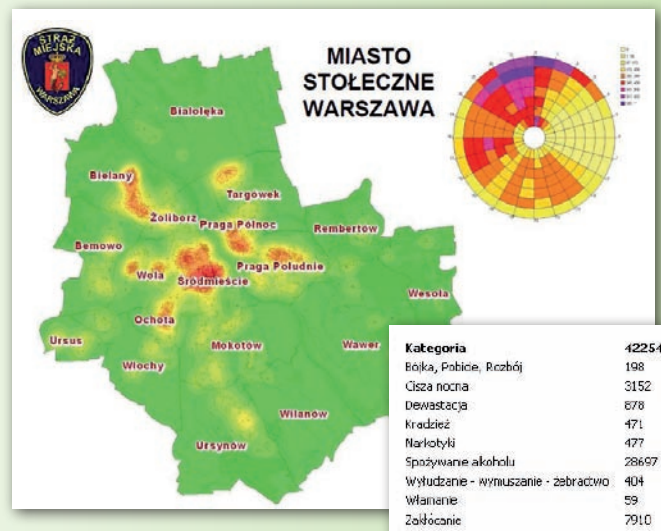 STRAŻ
MIEJSKA
WARSZAWA
MIASTO
STOŁECZNE
WARSZAWA
Białołęka
Bielany
Targówek
Żoliborz
Praga Północ
Rembertów
Bemowo
Praga Południe
Wola
Śródmieście
Wesoła
Ochota
Ursus
Mokotów
Wawer
Włochy
Wilanów
Ursynów
Kategoria 42254
Bójka, Pobicie, Rozbój 198
Cisza nocna 3152
Dewastacja 878
Kradzież 471
Narkotyki 477
Spożywanie alkoholu 28697
Wyłudzanie - wymuszanie - żebractwo 404
Włamanie 59
Zakłócanie 7910